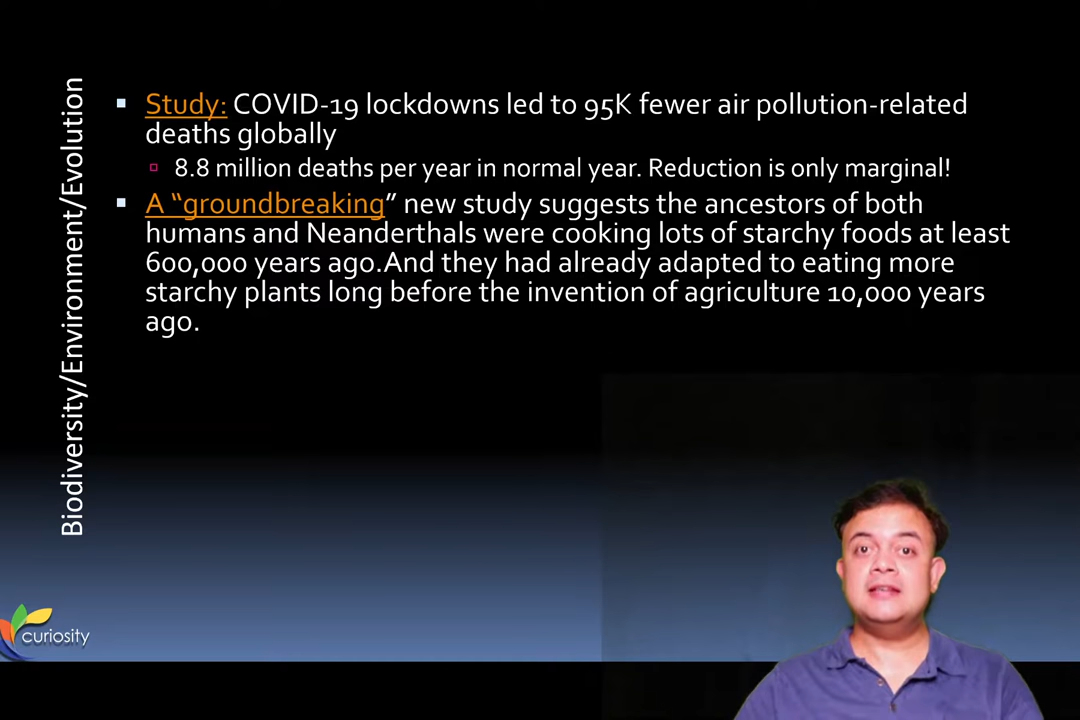 Biodiversity/Environment/Evolution
Study: COVID-19 lockdowns led to 95K fewer air pollution-related
deaths globally
8.8 million deaths per year in normal year. Reduction is only marginal!
A “groundbreaking” new study suggests the ancestors of both
humans and Neanderthals were cooking lots of starchy foods at least
600,000 years ago.And they had already adapted to eating more
starchy plants long before the invention of agriculture 10,000 years
ago.
curiosity